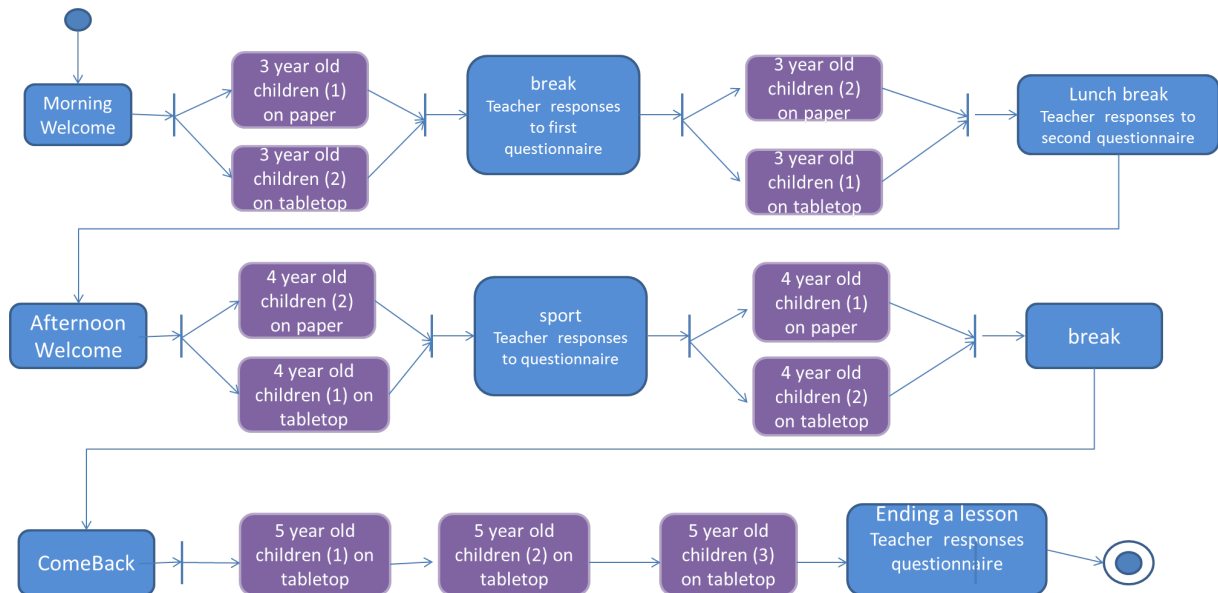 Morning
Welcome
3 year old
children (1)
on paper
3 year old
children (2)
on tabletop
break
Teacher responses
to first
questionnaire
3 year old
children (2)
on paper
3 year old
children (1)
on tabletop
Lunch break
Teacher responses to
second questionnaire
Afternoon
Welcome
4 year old
children (2)
on paper
4 year old
children (1) on
tabletop
sport
Teacher responses
to questionnaire
4 year old
children (1)
on paper
4 year old
children (2)
on tabletop
break
ComeBack
5 year old
children (1) on
tabletop
5 year old
children (2) on
tabletop
5 year old
children (3)
on tabletop
Ending a lesson
Teacher responses
questionnaire